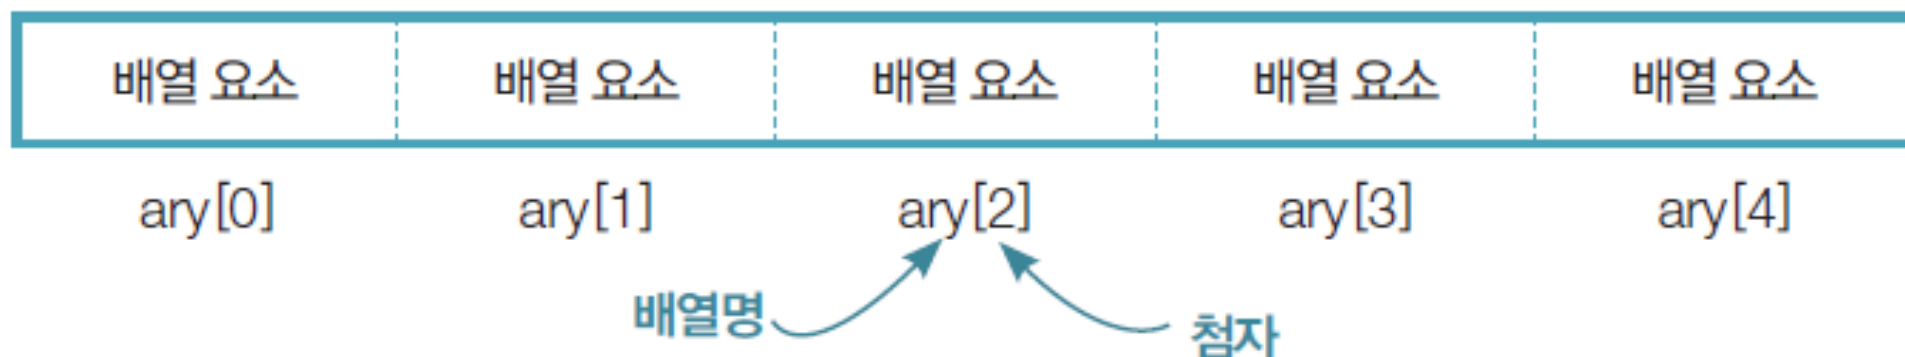 배열 요소 배열 요소 배열 요소 배열 요소 배열 요소
ary[0] ary[1] ary[2] ary[3] ary[4]
배열명
첨자